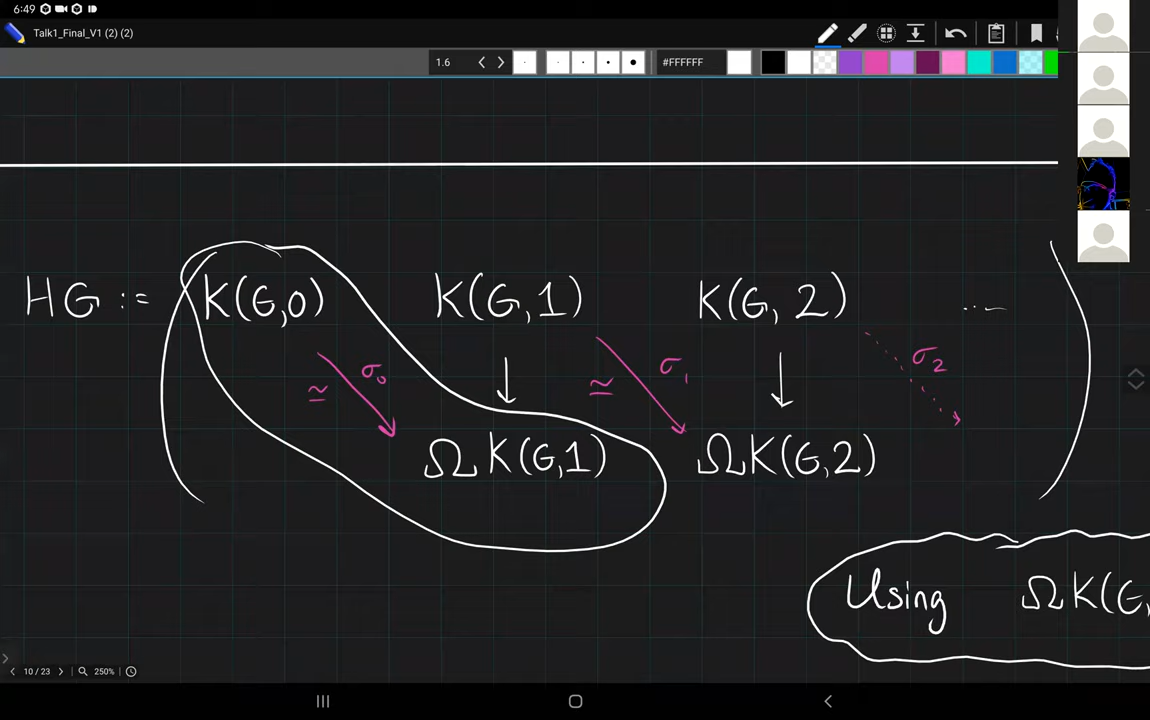 6:49
Talk1_Final_V1 (2) (2)
1.6 #FFFFFF
HG := K(G,0) K(G,1) K(G,2) ...
≅ σ₀ ≅ σ₁ σ₂
ΩK(G,1) ΩK(G,2)
Using ΩK(G,
10 / 23 250%